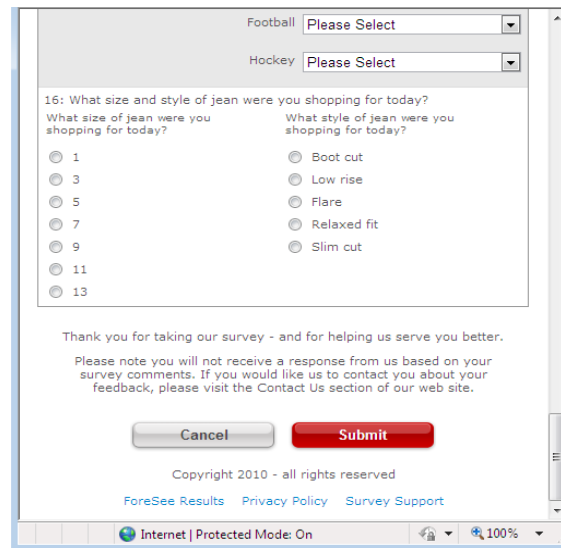 Football Please Select
Hockey Please Select
16: What size and style of jean were you shopping for today?
What size of jean were you What style of jean were you
shopping for today? shopping for today?
1 Boot cut
3 Low rise
5 Flare
7 Relaxed fit
9 Slim cut
11
13
Thank you for taking our survey - and for helping us serve you better.
Please note you will not receive a response from us based on your
survey comments. If you would like us to contact you about your
feedback, please visit the Contact Us section of our web site.
Cancel Submit
Copyright 2010 - all rights reserved
ForeSee Results Privacy Policy Survey Support
Internet | Protected Mode: On 100%